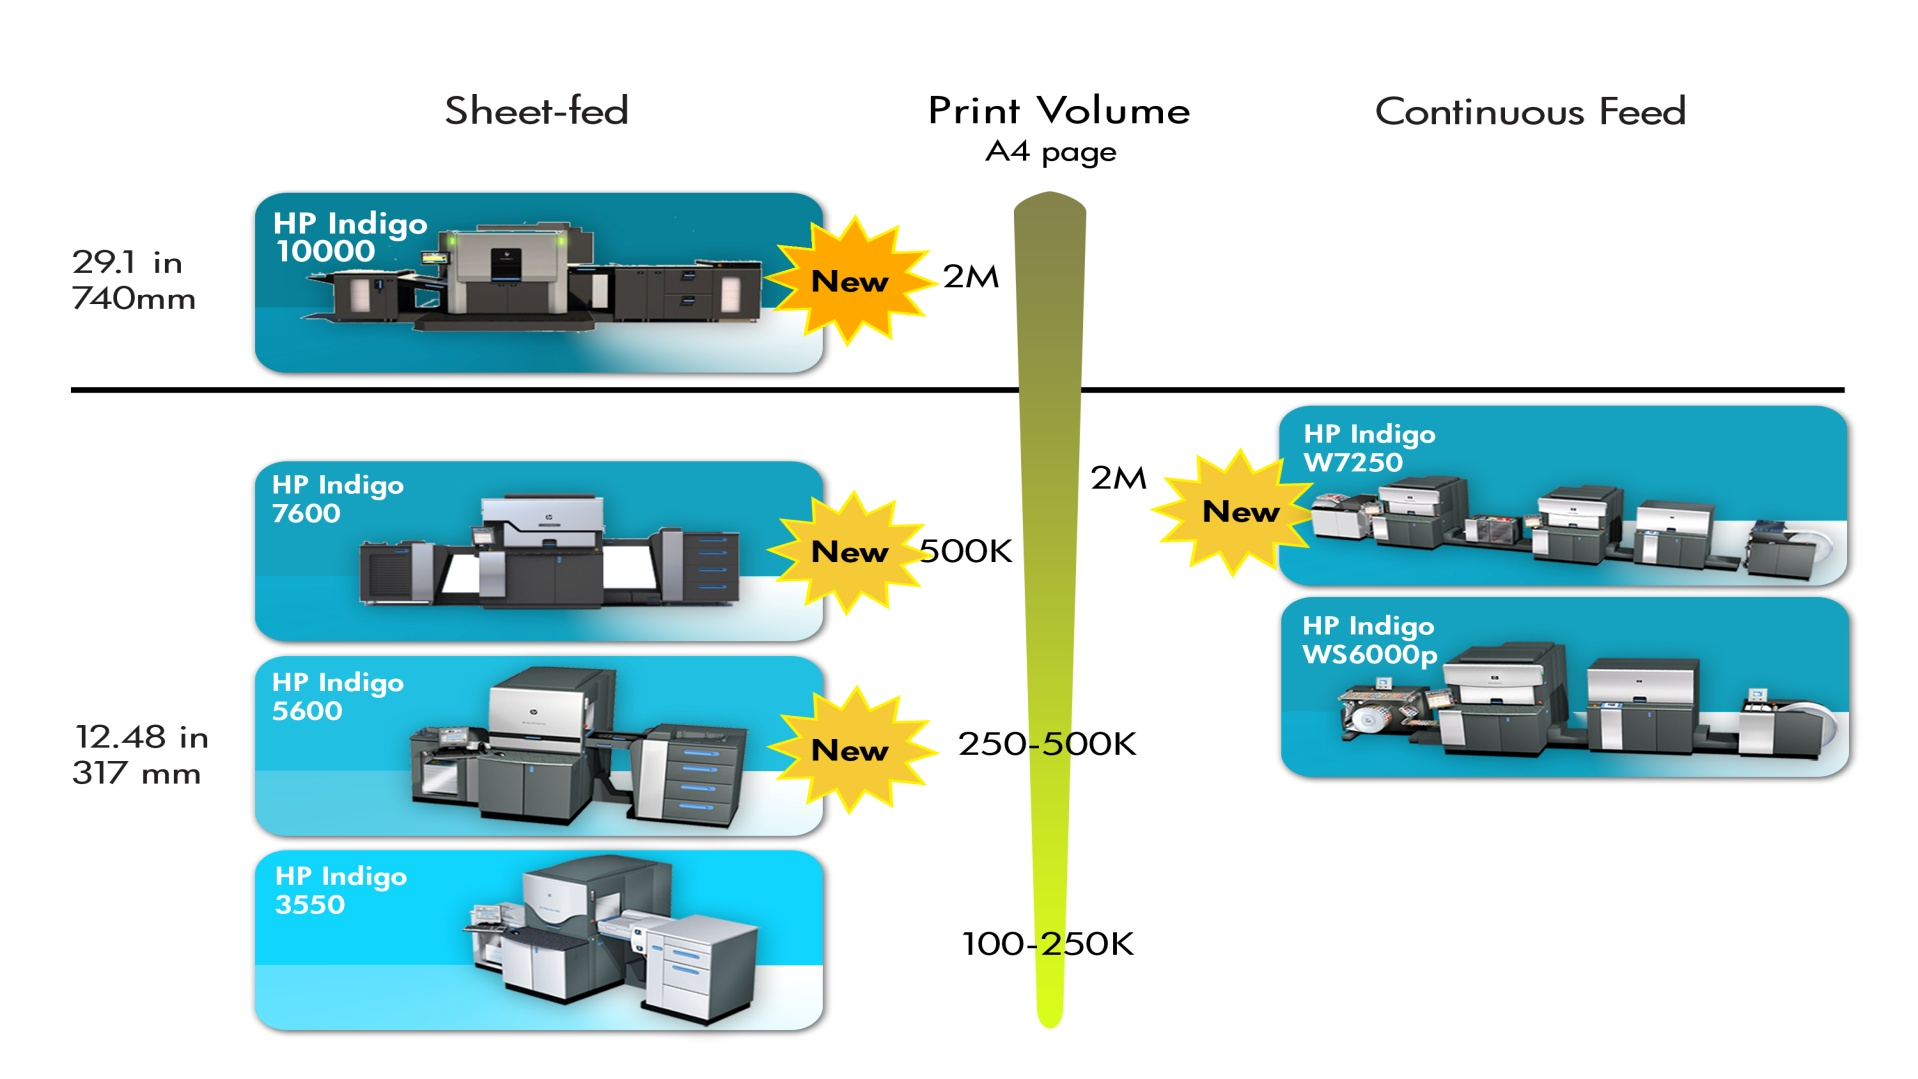 Sheet-fed
Print Volume
A4 page
Continuous Feed
29.1 in
740mm
HP Indigo
10000
New
2M
HP Indigo
7600
New
500K
2M
New
HP Indigo
W7250
HP Indigo
WS6000p
12.48 in
317 mm
HP Indigo
5600
New
250-500K
HP Indigo
3550
100-250K